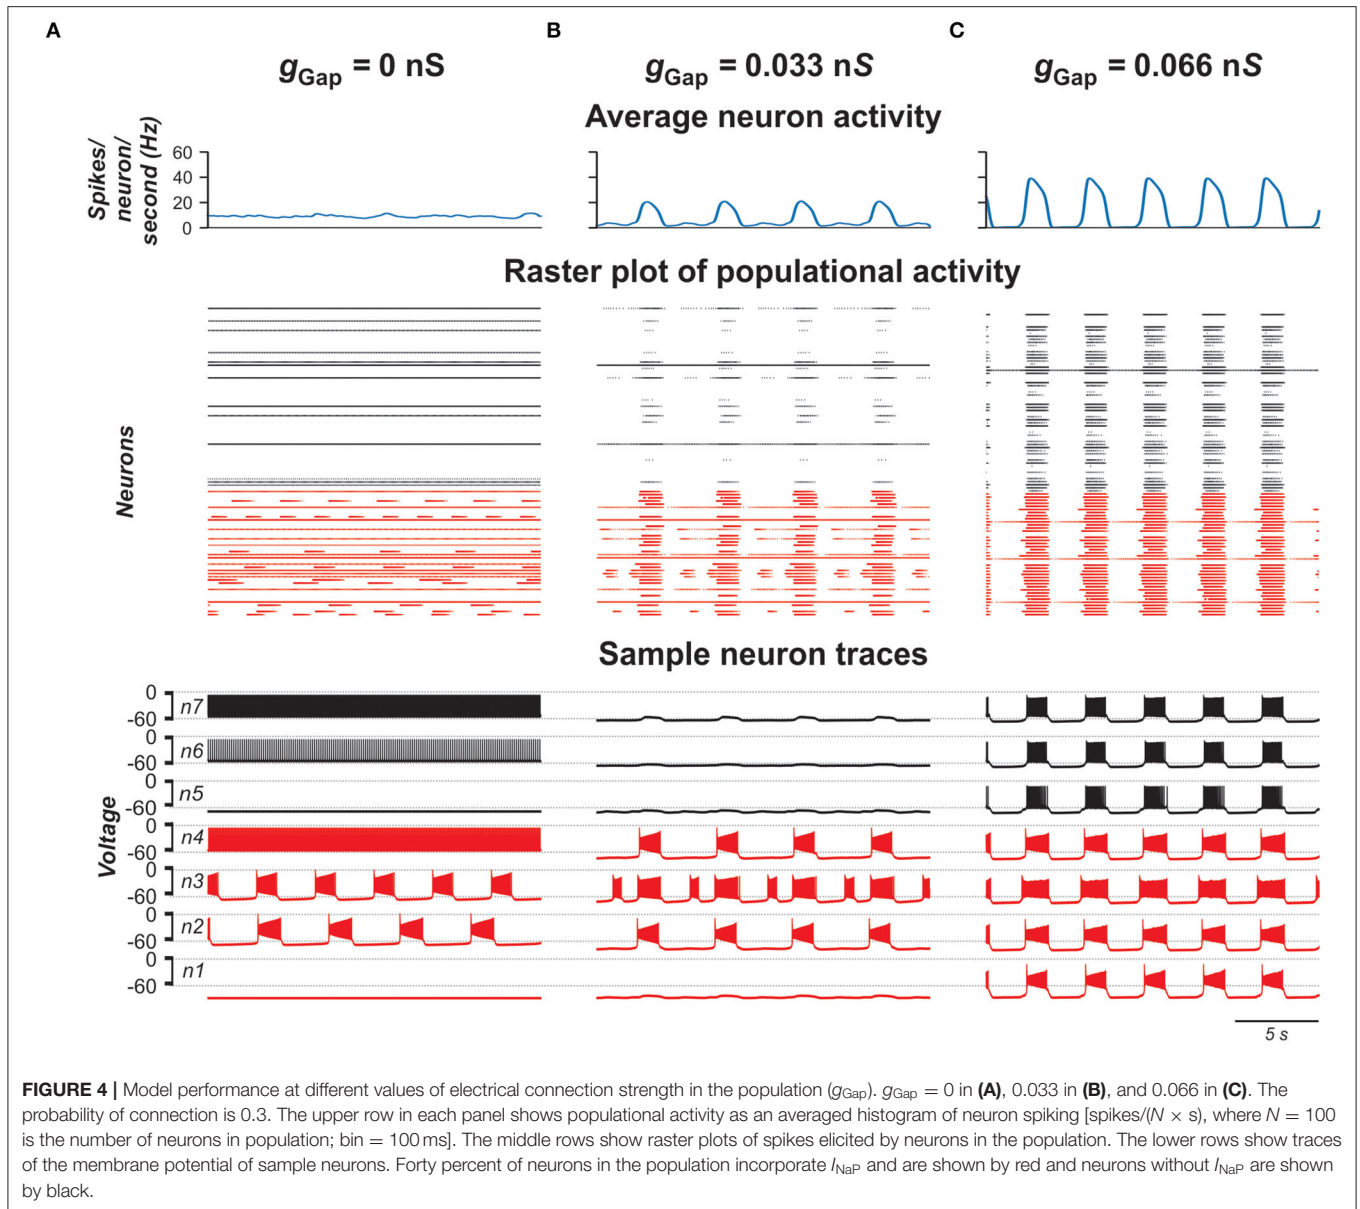 A B C
gGap = 0 nS gGap = 0.033 nS gGap = 0.066 nS
Average neuron activity
Spikes/
neuron/
second (Hz)
60
40
20
0
Raster plot of populational activity
Neurons
Sample neuron traces
Voltage
0
-60 n7
0
-60 n6
0
-60 n5
0
-60 n4
0
-60 n3
0
-60 n2
0
-60 n1
5 s
FIGURE 4 | Model performance at different values of electrical connection strength in the population (gGap). gGap = 0 in (A), 0.033 in (B), and 0.066 in (C). The
probability of connection is 0.3. The upper row in each panel shows populational activity as an averaged histogram of neuron spiking [spikes/(N × s), where N = 100
is the number of neurons in population; bin = 100 ms]. The middle rows show raster plots of spikes elicited by neurons in the population. The lower rows show traces
of the membrane potential of sample neurons. Forty percent of neurons in the population incorporate INaP and are shown by red and neurons without INaP are shown
by black.